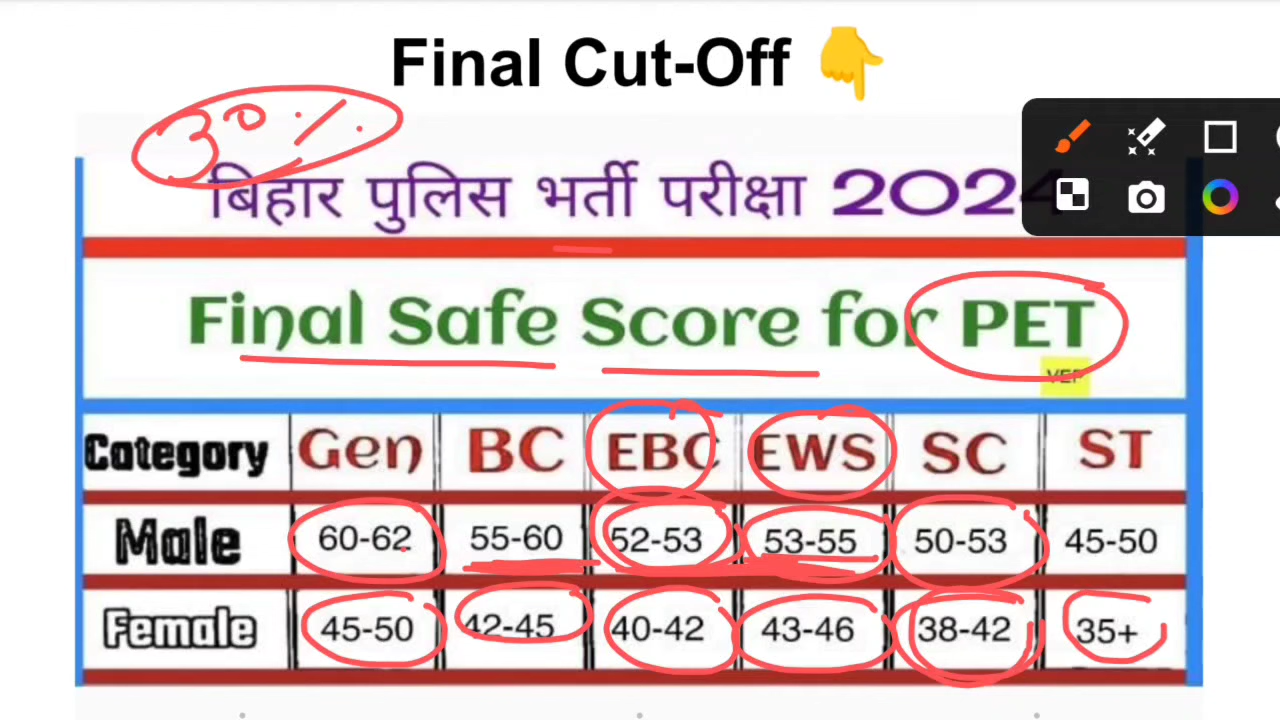 Final Cut-Off 👇
30%
बिहार पुलिस भर्ती परीक्षा 2024
Final Safe Score for PET
Category Gen BC EBC EWS SC ST
Male 60-62 55-60 52-53 53-55 50-53 45-50
Female 45-50 42-45 40-42 43-46 38-42 35+